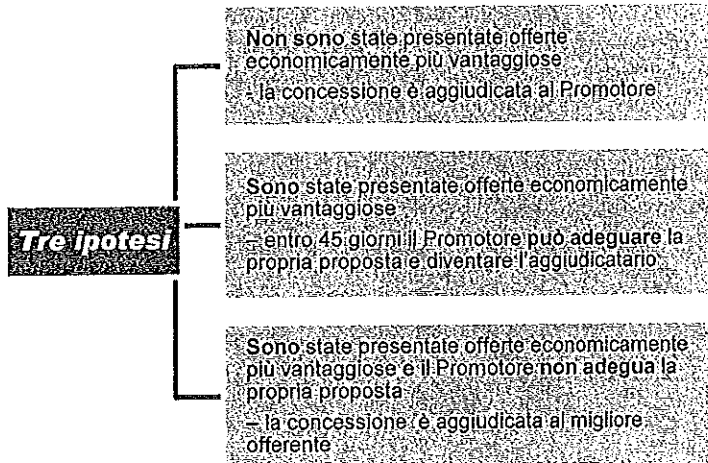 Non sono state presentate offerte
economicamente più vantaggiose
- la concessione è aggiudicata al Promotore
Tre ipotesi
Sono state presentate offerte economicamente
più vantaggiose
– entro 45 giorni il Promotore può adeguare la
propria proposta e diventare l'aggiudicatario
Sono state presentate offerte economicamente
più vantaggiose e il Promotore non adegua la
propria proposta
– la concessione è aggiudicata al migliore
offerente